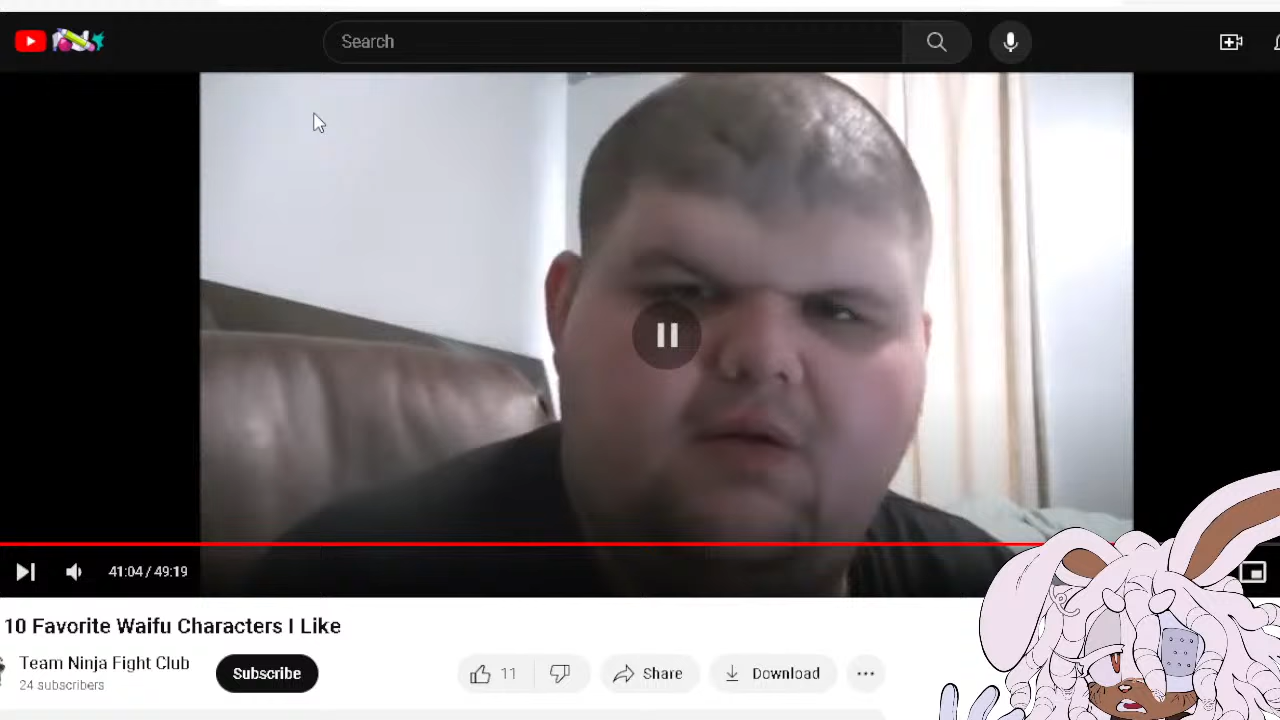 Search
41:04 / 49:19
10 Favorite Waifu Characters I Like
Team Ninja Fight Club
Subscribe
11
Share
Download
24 subscribers